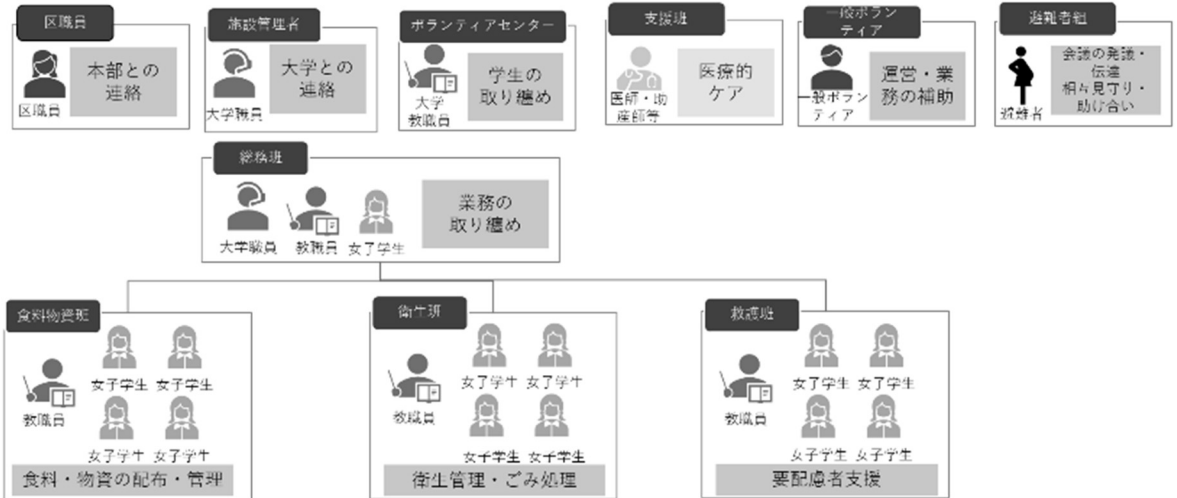 区職員
本部との
連絡
区職員
施設管理者
大学との
連絡
大学職員
ボランティアセンター
学生の
取り纏め
大学
教職員
支援班
医療的
ケア
医師・助
産師等
一般ボラン
ティア
運営・業
務の補助
一般ボラン
ティア
避難者組
会議の発議・
伝達
相互見守り・
助け合い
避難者
総務班
業務の
取り纏め
大学職員
教職員
女子学生
食料物資班
女子学生 女子学生
教職員
女子学生 女子学生
食料・物資の配布・管理
衛生班
女子学生 女子学生
教職員
女子学生 女子学生
衛生管理・ごみ処理
救護班
女子学生 女子学生
教職員
女子学生 女子学生
要配慮者支援